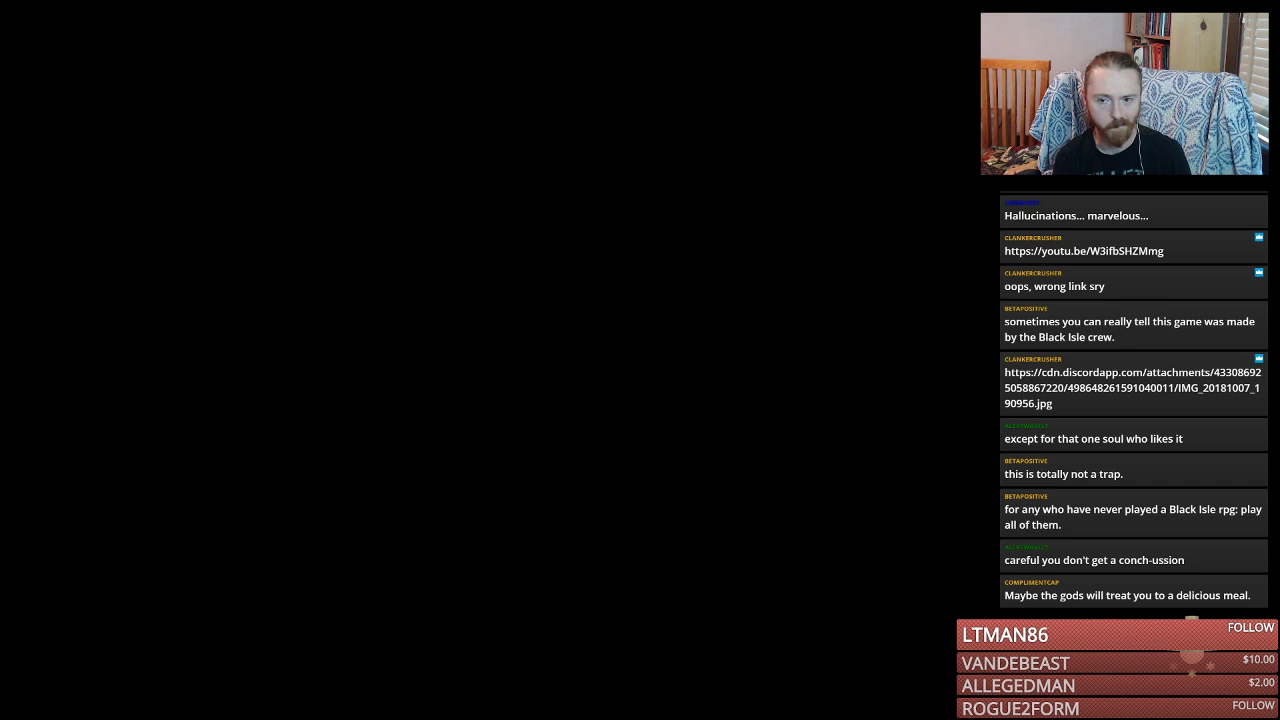 Hallucinations... marvelous...
CLANKERCRUSHER
https://youtu.be/W3ifbSHZMmg
CLANKERCRUSHER
oops, wrong link sry
BETAPOSITIVE
sometimes you can really tell this game was made
by the Black Isle crew.
CLANKERCRUSHER
https://cdn.discordapp.com/attachments/43308692
5058867220/498648261591040011/IMG_20181007_1
90956.jpg
except for that one soul who likes it
BETAPOSITIVE
this is totally not a trap.
BETAPOSITIVE
for any who have never played a Black Isle rpg: play
all of them.
careful you don't get a conch-ussion
COMPLIMENTCAP
Maybe the gods will treat you to a delicious meal.
LTMAN86 FOLLOW
VANDEBEAST $10.00
ALLEGEDMAN $2.00
ROGUE2FORM FOLLOW